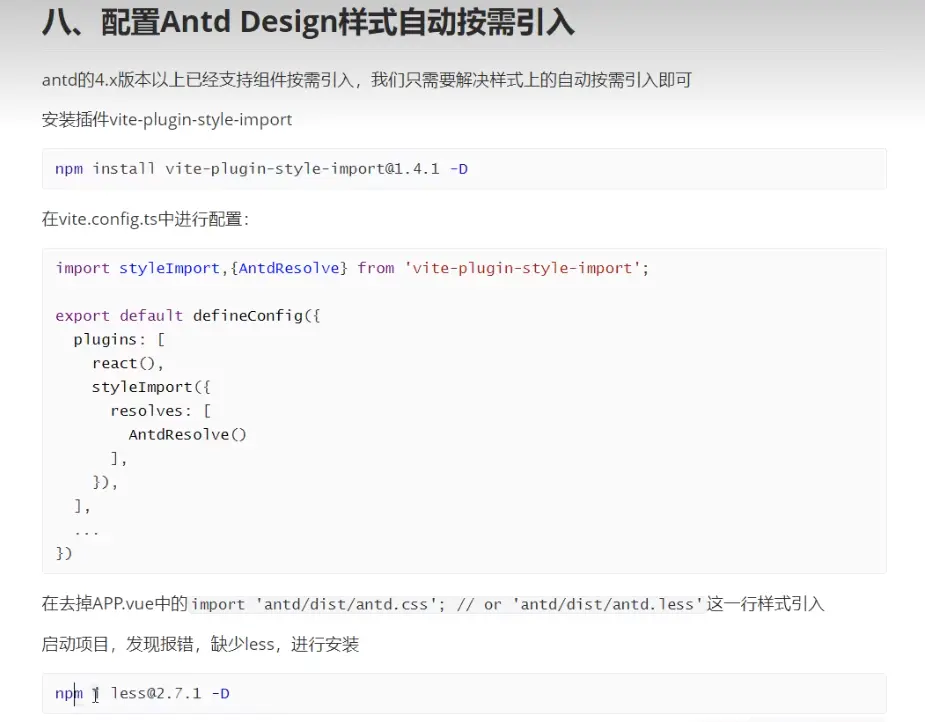 八、配置Antd Design样式自动按需引入
antd的4.x版本以上已经支持组件按需引入，我们只需要解决样式上的自动按需引入即可
安装插件vite-plugin-style-import
npm install vite-plugin-style-import@1.4.1 -D
在vite.config.ts中进行配置：
import styleImport,{AntdResolve} from 'vite-plugin-style-import';
export default defineConfig({
plugins: [
react(),
styleImport({
resolves: [
AntdResolve()
],
}),
],
...
})
在去掉APP.vue中的import 'antd/dist/antd.css'; // or 'antd/dist/antd.less'这一行样式引入
启动项目，发现报错，缺少less，进行安装
npm i less@2.7.1 -D